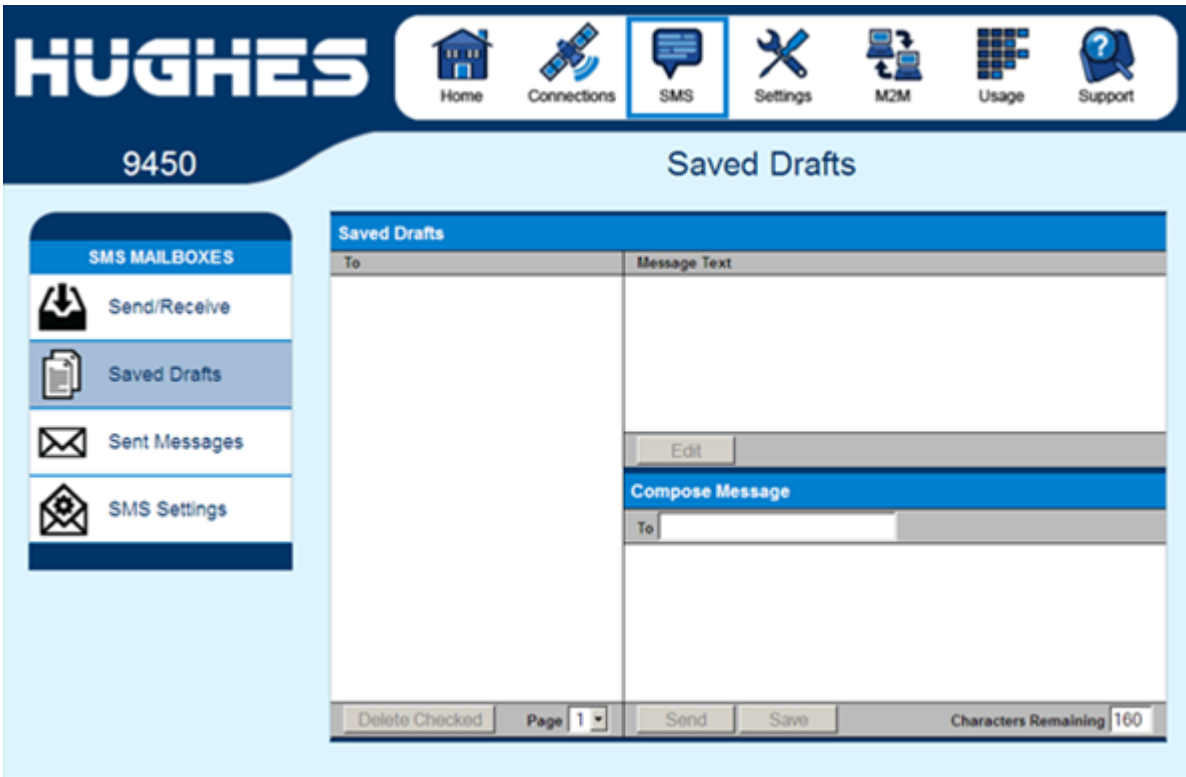 HUGHES
Home Connections SMS Settings M2M Usage Support
9450
Saved Drafts
SMS MAILBOXES
Send/Receive
Saved Drafts
Sent Messages
SMS Settings
Saved Drafts
To Message Text
Edit
Compose Message
To
Delete Checked Page 1 Send Save Characters Remaining 160